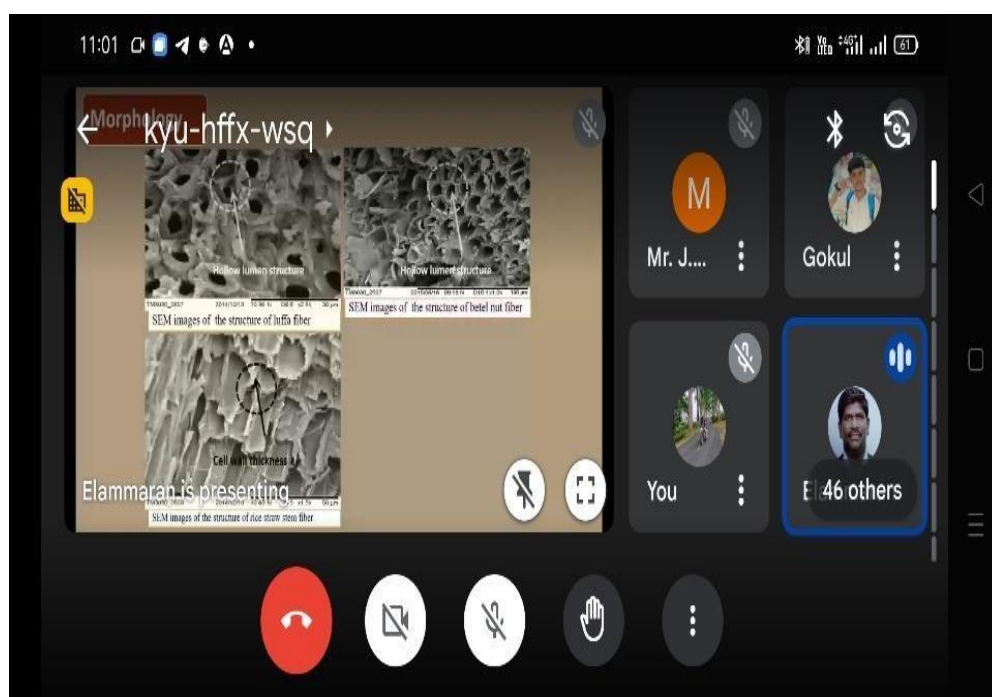 11:01
61
Morphology
kyu-hffx-wsq
Hollow lumen structure
Hollow lumen structure
SEM images of the structure of luffa fiber
SEM images of the structure of betel nut fiber
Cell wall thickness
Elammaran is presenting
SEM images of the structure of rice straw stem fiber
M
Mr. J....
Gokul
You
46 others